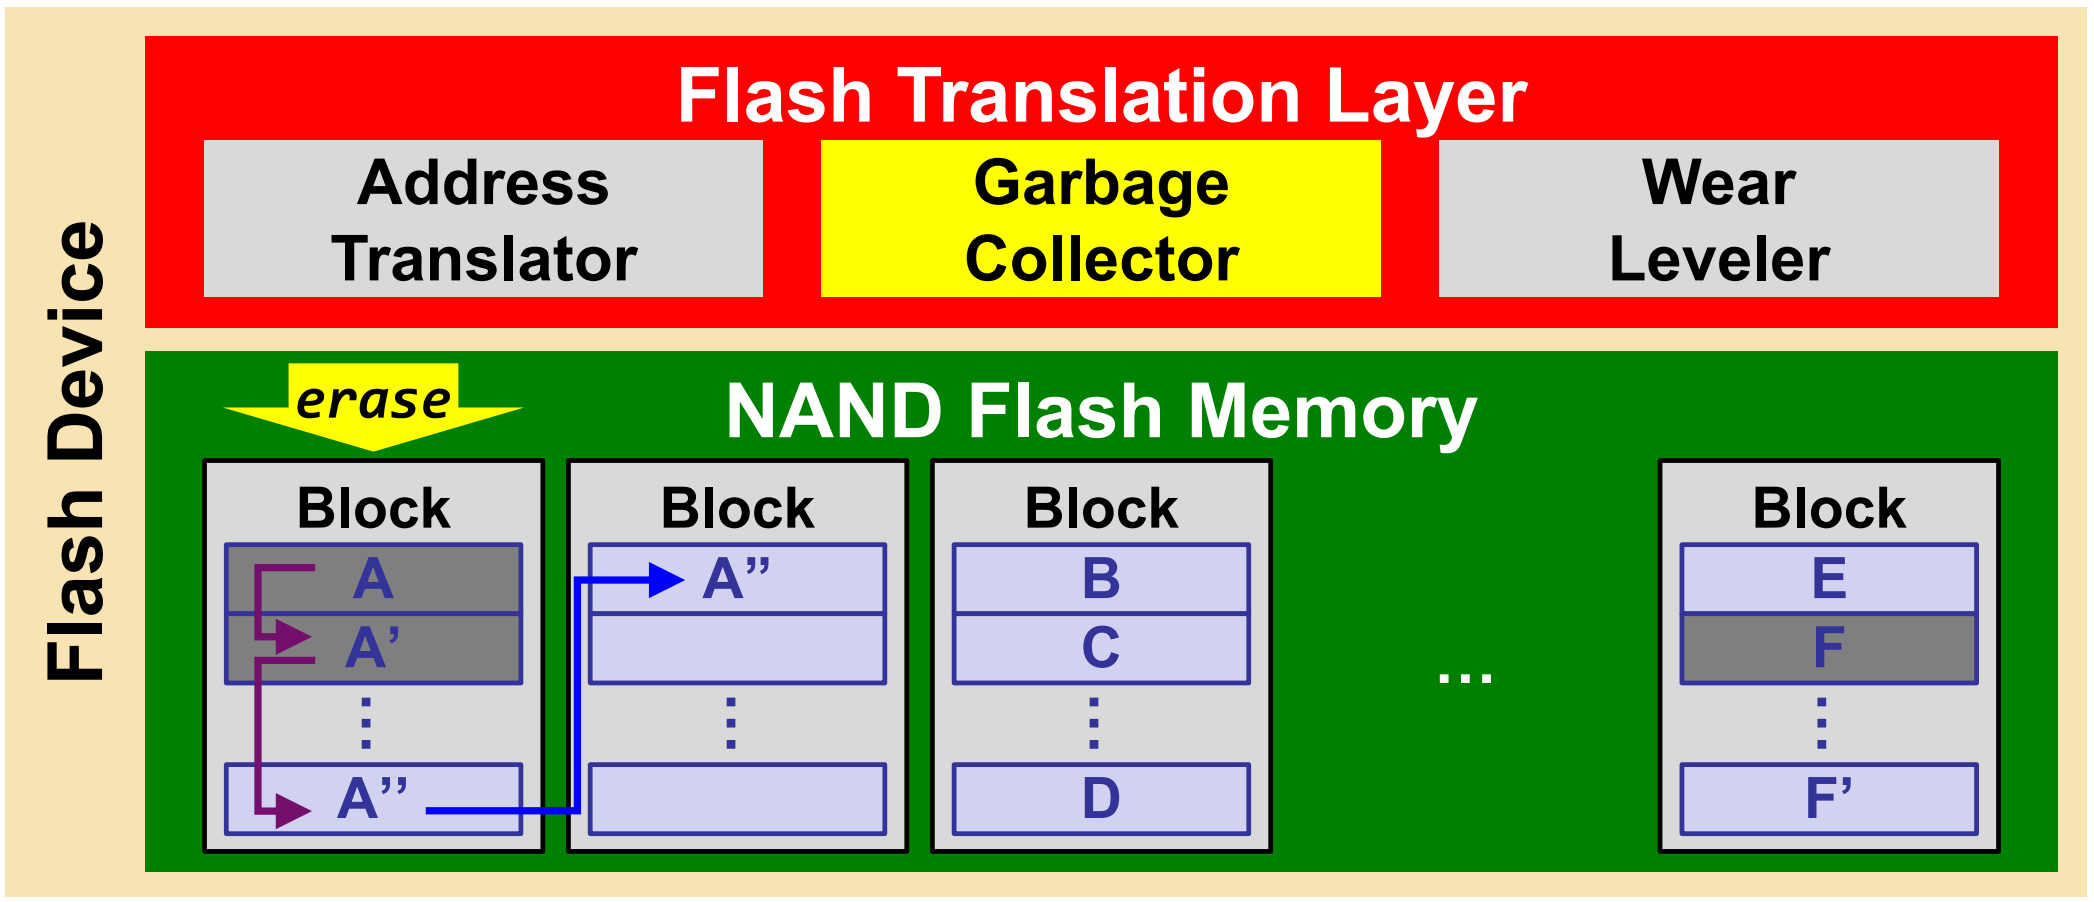 Flash Device
Flash Translation Layer
Address
Translator
Garbage
Collector
Wear
Leveler
erase
NAND Flash Memory
Block
A
A’
⋮
A’’
Block
A’’
⋮
Block
B
C
⋮
D
…
Block
E
F
⋮
F’